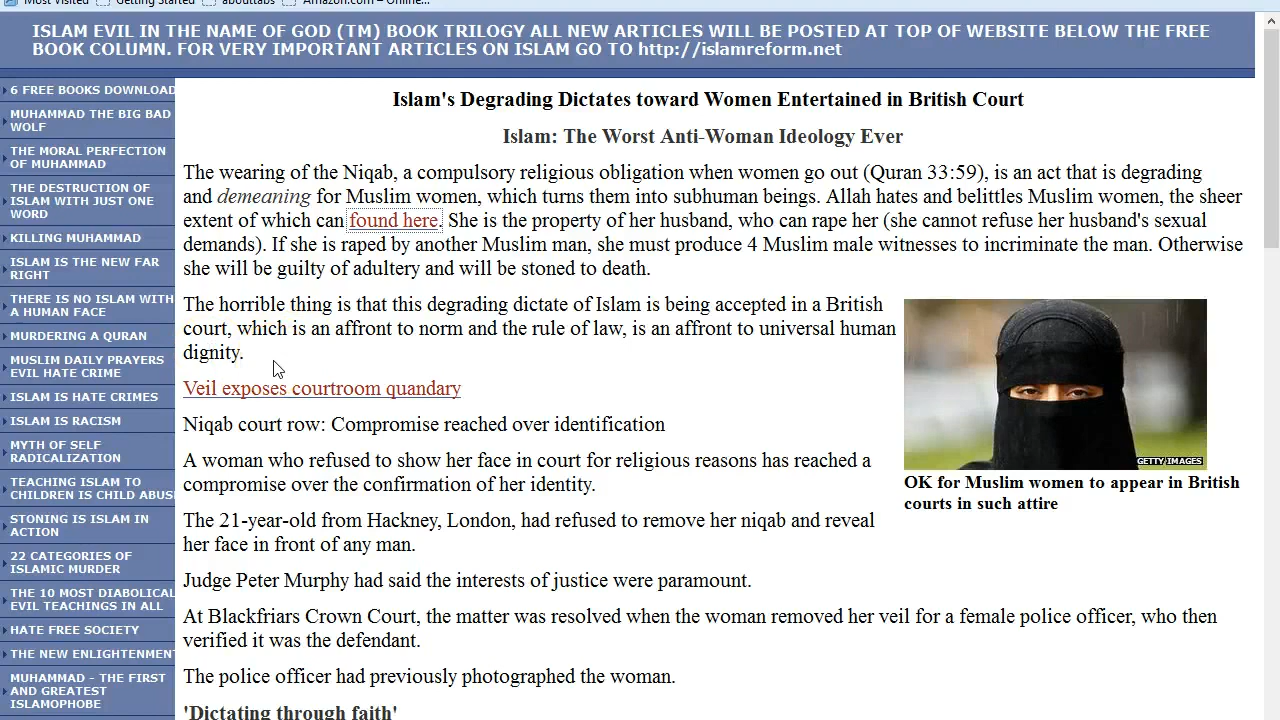 Most Visited Getting Started abouttabs Amazon.com – Online...
ISLAM EVIL IN THE NAME OF GOD (TM) BOOK TRILOGY ALL NEW ARTICLES WILL BE POSTED AT TOP OF WEBSITE BELOW THE FREE
BOOK COLUMN. FOR VERY IMPORTANT ARTICLES ON ISLAM GO TO http://islamreform.net
6 FREE BOOKS DOWNLOAD
MUHAMMAD THE BIG BAD
WOLF
THE MORAL PERFECTION
OF MUHAMMAD
THE DESTRUCTION OF
ISLAM WITH JUST ONE
WORD
KILLING MUHAMMAD
ISLAM IS THE NEW FAR
RIGHT
THERE IS NO ISLAM WITH
A HUMAN FACE
MURDERING A QURAN
MUSLIM DAILY PRAYERS
EVIL HATE CRIME
ISLAM IS HATE CRIMES
ISLAM IS RACISM
MYTH OF SELF
RADICALIZATION
TEACHING ISLAM TO
CHILDREN IS CHILD ABUS
STONING IS ISLAM IN
ACTION
22 CATEGORIES OF
ISLAMIC MURDER
THE 10 MOST DIABOLICAL
EVIL TEACHINGS IN ALL
HATE FREE SOCIETY
THE NEW ENLIGHTENMENT
MUHAMMAD – THE FIRST
AND GREATEST
ISLAMOPHOBE
Islam's Degrading Dictates toward Women Entertained in British Court
Islam: The Worst Anti-Woman Ideology Ever
The wearing of the Niqab, a compulsory religious obligation when women go out (Quran 33:59), is an act that is degrading
and demeaning for Muslim women, which turns them into subhuman beings. Allah hates and belittles Muslim women, the sheer
extent of which can found here. She is the property of her husband, who can rape her (she cannot refuse her husband's sexual
demands). If she is raped by another Muslim man, she must produce 4 Muslim male witnesses to incriminate the man. Otherwise
she will be guilty of adultery and will be stoned to death.
The horrible thing is that this degrading dictate of Islam is being accepted in a British
court, which is an affront to norm and the rule of law, is an affront to universal human
dignity.
Veil exposes courtroom quandary
Niqab court row: Compromise reached over identification
A woman who refused to show her face in court for religious reasons has reached a
compromise over the confirmation of her identity.
The 21-year-old from Hackney, London, had refused to remove her niqab and reveal
her face in front of any man.
GETTY IMAGES
OK for Muslim women to appear in British
courts in such attire
Judge Peter Murphy had said the interests of justice were paramount.
At Blackfriars Crown Court, the matter was resolved when the woman removed her veil for a female police officer, who then
verified it was the defendant.
The police officer had previously photographed the woman.
'Dictating through faith'